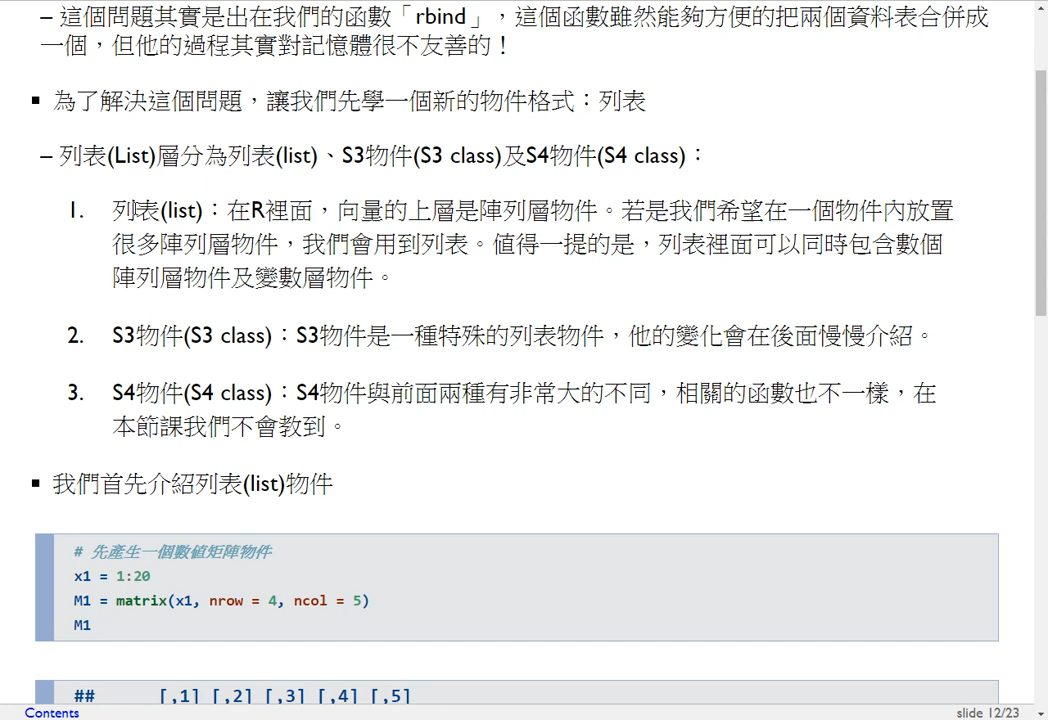 – 這個問題其實是出在我們的函數「rbind」，這個函數雖然能夠方便的把兩個資料表合併成
一個，但他的過程其實對記憶體很不友善的！
▪ 為了解決這個問題，讓我們先學一個新的物件格式：列表
– 列表(List)層分為列表(list)、S3物件(S3 class)及S4物件(S4 class)：
1. 列表(list)：在R裡面，向量的上層是陣列層物件。若是我們希望在一個物件內放置
很多陣列層物件，我們會用到列表。值得一提的是，列表裡面可以同時包含數個
陣列層物件及變數層物件。
2. S3物件(S3 class)：S3物件是一種特殊的列表物件，他的變化會在後面慢慢介紹。
3. S4物件(S4 class)：S4物件與前面兩種有非常大的不同，相關的函數也不一樣，在
本節課我們不會教到。
▪ 我們首先介紹列表(list)物件
# 先產生一個數值矩陣物件
x1 = 1:20
M1 = matrix(x1, nrow = 4, ncol = 5)
M1
## [,1] [,2] [,3] [,4] [,5]
Contents slide 12/23